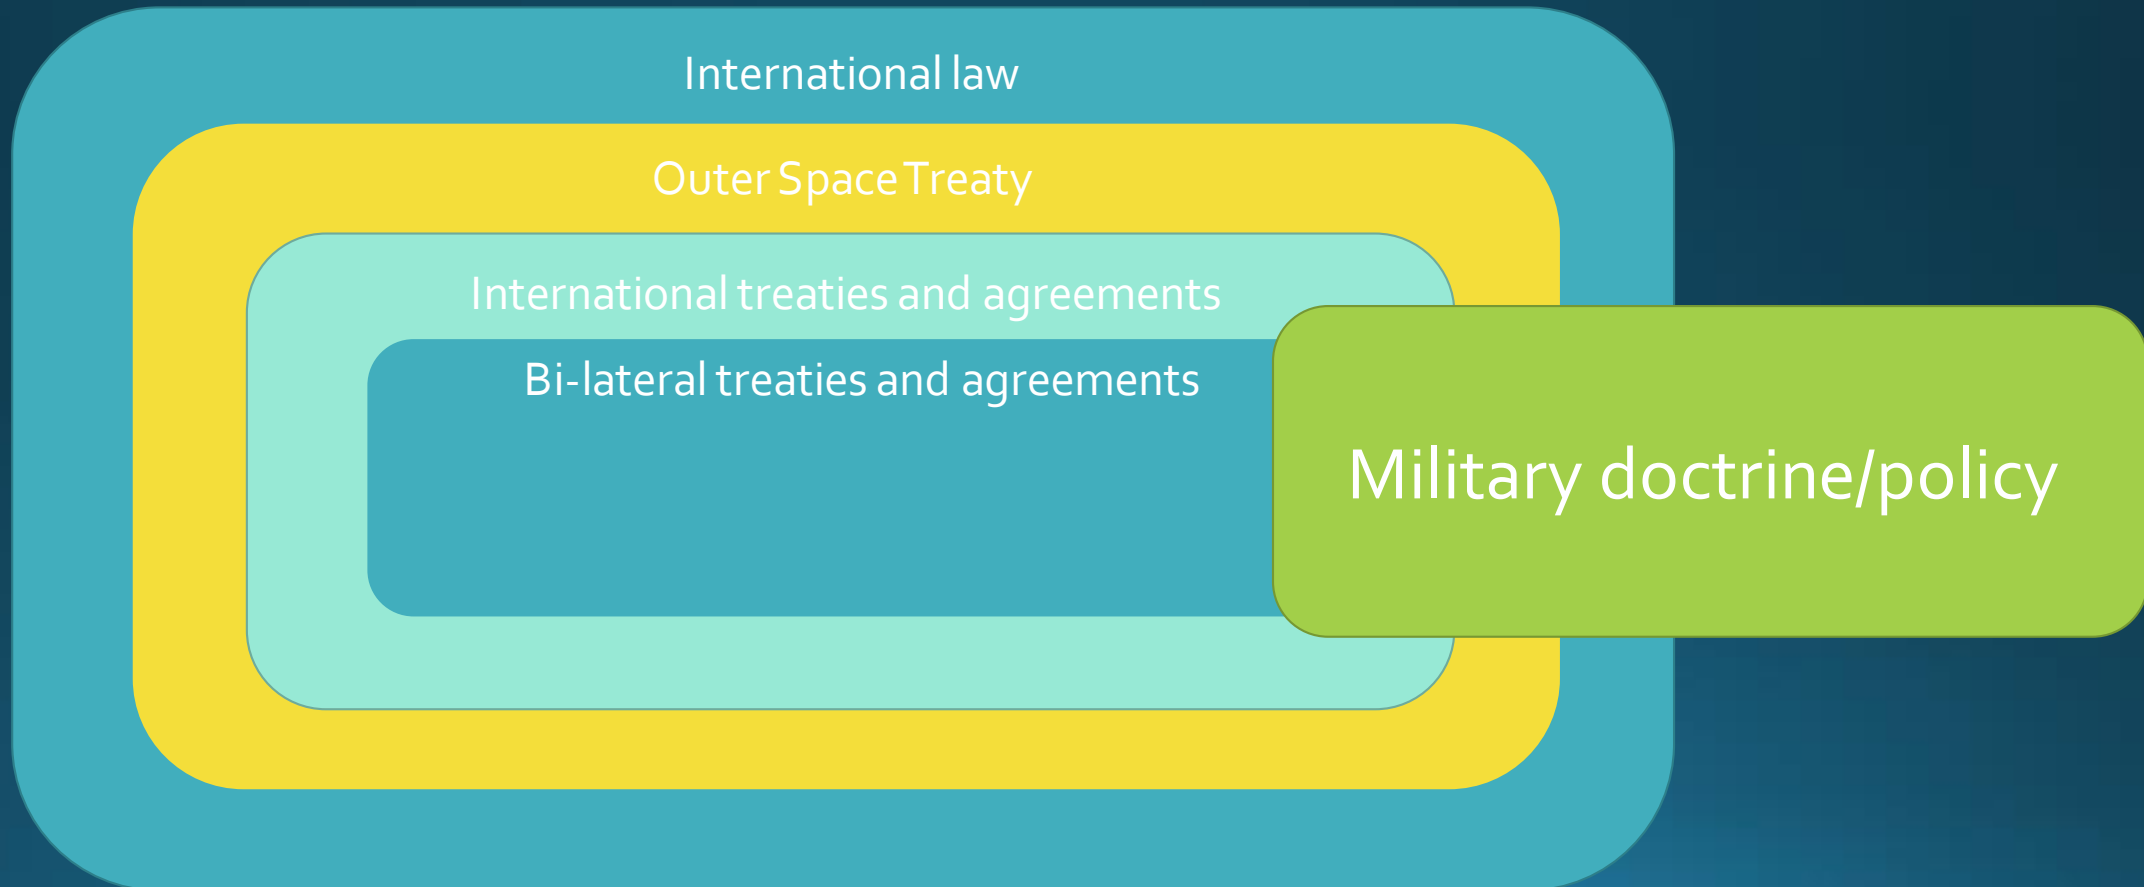 International law
Outer Space Treaty
International treaties and agreements
Bi-lateral treaties and agreements
Military doctrine/policy